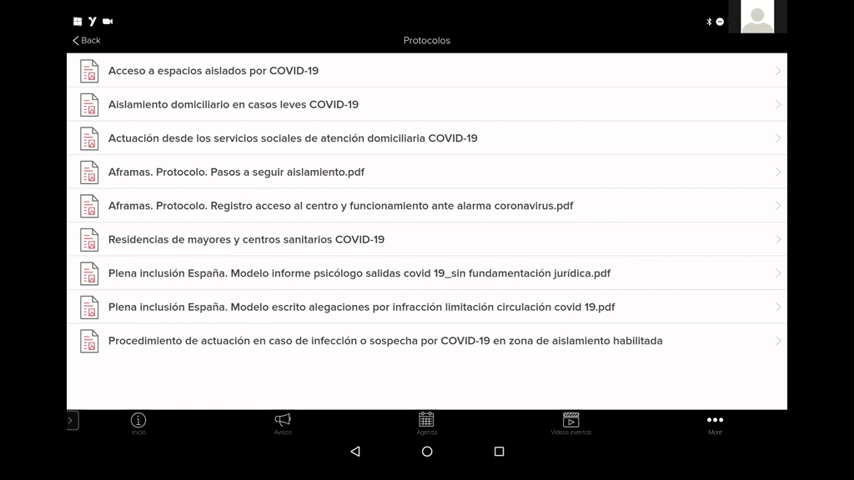 Back
Protocolos
Acceso a espacios aislados por COVID-19
Aislamiento domiciliario en casos leves COVID-19
Actuación desde los servicios sociales de atención domiciliaria COVID-19
Aframas. Protocolo. Pasos a seguir aislamiento.pdf
Aframas. Protocolo. Registro acceso al centro y funcionamiento ante alarma coronavirus.pdf
Residencias de mayores y centros sanitarios COVID-19
Plena inclusión España. Modelo informe psicólogo salidas covid 19_sin fundamentación jurídica.pdf
Plena inclusión España. Modelo escrito alegaciones por infracción limitación circulación covid 19.pdf
Procedimiento de actuación en caso de infección o sospecha por COVID-19 en zona de aislamiento habilitada
Inicio
Avisos
Agenda
Vídeos eventos
More